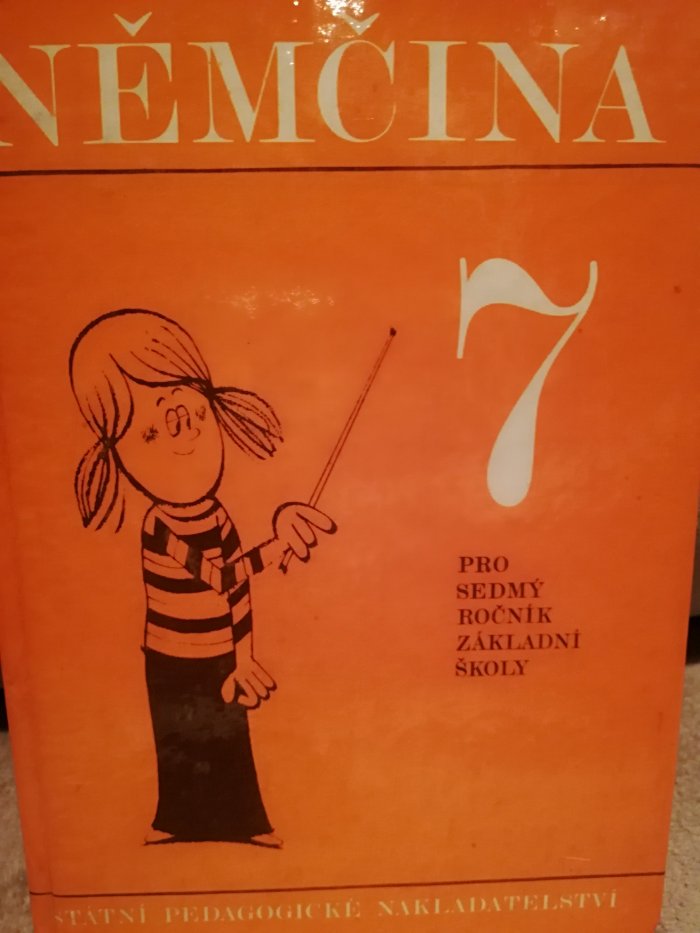 NĚMČINA
7
PRO
SEDMÝ
ROČNÍK
ZÁKLADNÍ
ŠKOLY
STÁTNÍ PEDAGOGICKÉ NAKLADATELSTVÍ